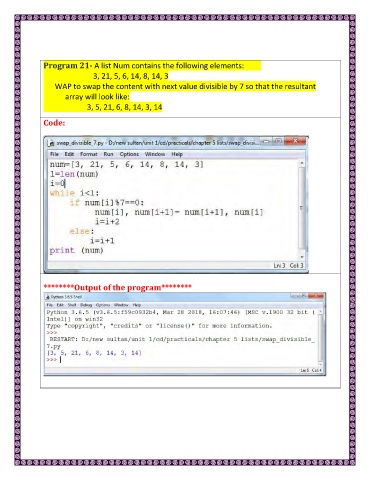 Program 21- A list Num contains the following elements:
3, 21, 5, 6, 14, 8, 14, 3
WAP to swap the content with next value divisible by 7 so that the resultant
array will look like:
3, 5, 21, 6, 8, 14, 3, 14
Code:
swap_divisible_7.py - D:/new sultan/unit 1/cd/practicals/chapter 5 lists/swap_divisi...
File Edit Format Run Options Window Help
num=[3, 21, 5, 6, 14, 8, 14, 3]
l=len(num)
i=0
while i<l:
if num[i]%7==0:
num[i], num[i+1]= num[i+1], num[i]
i=i+2
else:
i=i+1
print (num)
Ln: 3 Col: 3
********Output of the program********
Python 3.6.5 Shell
File Edit Shell Debug Options Window Help
Python 3.6.5 (v3.6.5:f59c0932b4, Mar 28 2018, 16:07:46) [MSC v.1900 32 bit (
Intel)] on win32
Type "copyright", "credits" or "license()" for more information.
>>>
RESTART: D:/new sultan/unit 1/cd/practicals/chapter 5 lists/swap_divisible_
7.py
[3, 5, 21, 6, 8, 14, 3, 14]
>>>
Ln: 6 Col: 4